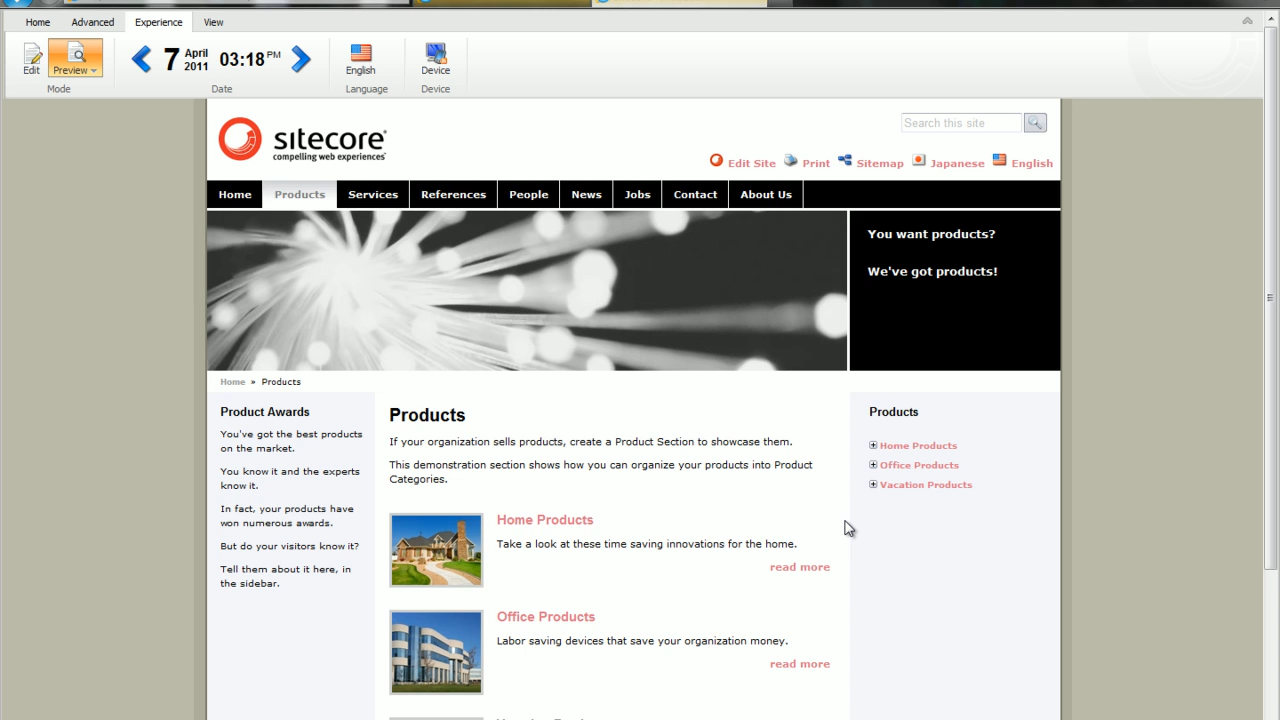 Home Advanced Experience View
7 April 2011 03:18 PM
Edit Preview English Device
Mode Date Language Device
sitecore
compelling web experiences
Search this site
Edit Site Print Sitemap Japanese English
Home Products Services References People News Jobs Contact About Us
You want products?
We've got products!
Home » Products
Product Awards
You've got the best products
on the market.
You know it and the experts
know it.
In fact, your products have
won numerous awards.
But do your visitors know it?
Tell them about it here, in
the sidebar.
Products
If your organization sells products, create a Product Section to showcase them.
This demonstration section shows how you can organize your products into Product
Categories.
Home Products
Take a look at these time saving innovations for the home.
read more
Office Products
Labor saving devices that save your organization money.
read more
Products
Home Products
Office Products
Vacation Products